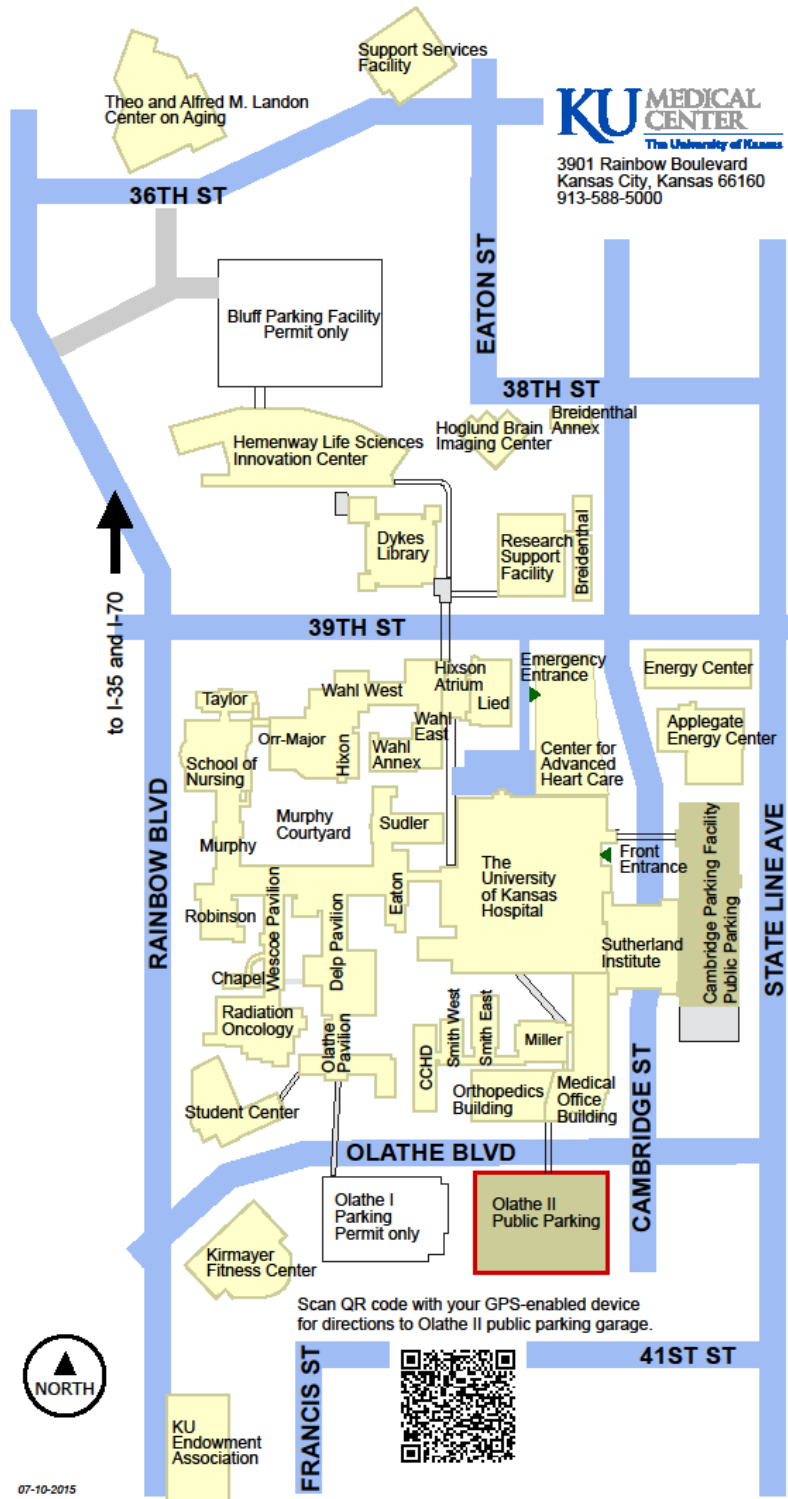 Support Services
Facility
Theo and Alfred M. Landon
Center on Aging
KU MEDICAL
CENTER
The University of Kansas
3901 Rainbow Boulevard
Kansas City, Kansas 66160
913-588-5000
36TH ST
EATON ST
Bluff Parking Facility
Permit only
38TH ST
Breidenthal
Annex
Hoglund Brain
Imaging Center
Hemenway Life Sciences
Innovation Center
Dykes
Library
Research
Support
Facility
Breidenthal
to I-35 and I-70
39TH ST
Emergency
Entrance
Energy Center
Hixson
Atrium
Wahl West
Lied
Taylor
Wahl
East
Applegate
Energy Center
Orr-Major
Hixon
Wahl
Annex
Center for
Advanced
Heart Care
School of
Nursing
Murphy
Courtyard
Sudler
Murphy
Front
Entrance
The
University
of Kansas
Hospital
Cambridge Parking Facility
Public Parking
RAINBOW BLVD
STATE LINE AVE
Eaton
Robinson
Wescoe Pavilion
Delp Pavilion
Sutherland
Institute
Chapel
Radiation
Oncology
Olathe
Pavilion
CCHD
Smith West
Smith East
Miller
Student Center
Orthopedics
Building
Medical
Office
Building
CAMBRIDGE ST
OLATHE BLVD
Olathe I
Parking
Permit only
Olathe II
Public Parking
Kirmayer
Fitness Center
Scan QR code with your GPS-enabled device
for directions to Olathe II public parking garage.
41ST ST
FRANCIS ST
NORTH
KU
Endowment
Association
07-10-2015